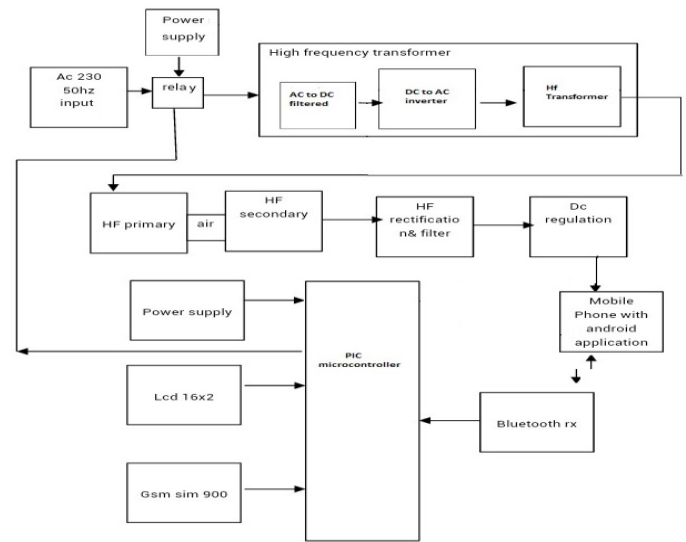 Power
supply
High frequency transformer
Ac 230
50hz
input
relay
AC to DC
filtered
DC to AC
inverter
Hf
Transformer
HF primary
air
HF
secondary
HF
rectificatio
n& filter
Dc
regulation
Power supply
PIC
microcontroller
Mobile
Phone with
android
application
Lcd 16x2
Bluetooth rx
Gsm sim 900